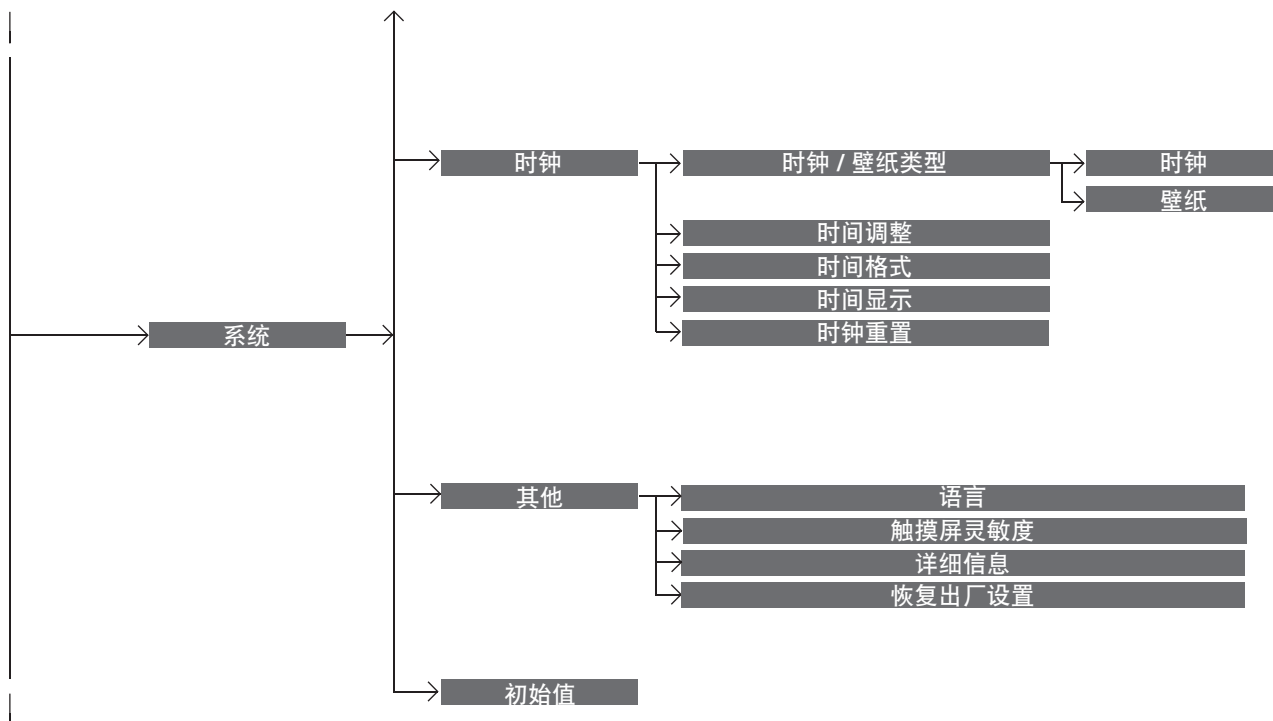 时钟
时钟 / 壁纸类型
时钟
壁纸
时间调整
时间格式
时间显示
时钟重置
系统
其他
语言
触摸屏灵敏度
详细信息
恢复出厂设置
初始值